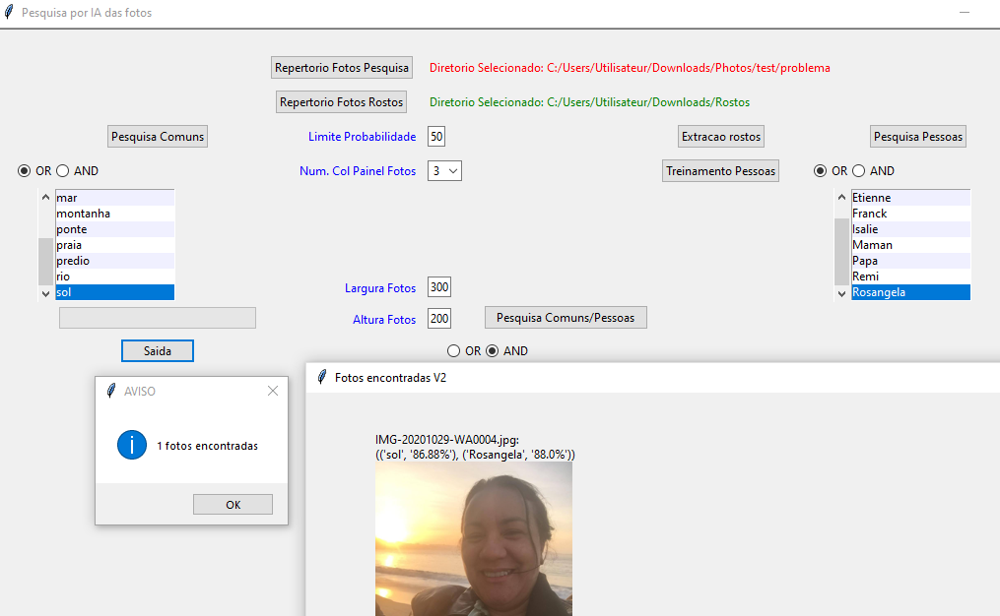 Pesquisa por IA das fotos
Repertorio Fotos Pesquisa Diretorio Selecionado: C:/Users/Utilisateur/Downloads/Photos/test/problema
Repertorio Fotos Rostos Diretorio Selecionado: C:/Users/Utilisateur/Downloads/Rostos
Pesquisa Comuns Limite Probabilidade 50 Extracao rostos Pesquisa Pessoas
OR AND Num. Col Painel Fotos 3 Treinamento Pessoas OR AND
mar Etienne
montanha Franck
ponte Isalie
praia Maman
predio Papa
rio Remi
sol Rosangela
Largura Fotos 300
Altura Fotos 200 Pesquisa Comuns/Pessoas
Saida OR AND
Fotos encontradas V2
AVISO
1 fotos encontradas
OK
IMG-20201029-WA0004.jpg:
(('sol', '86.88%'), ('Rosangela', '88.0%'))